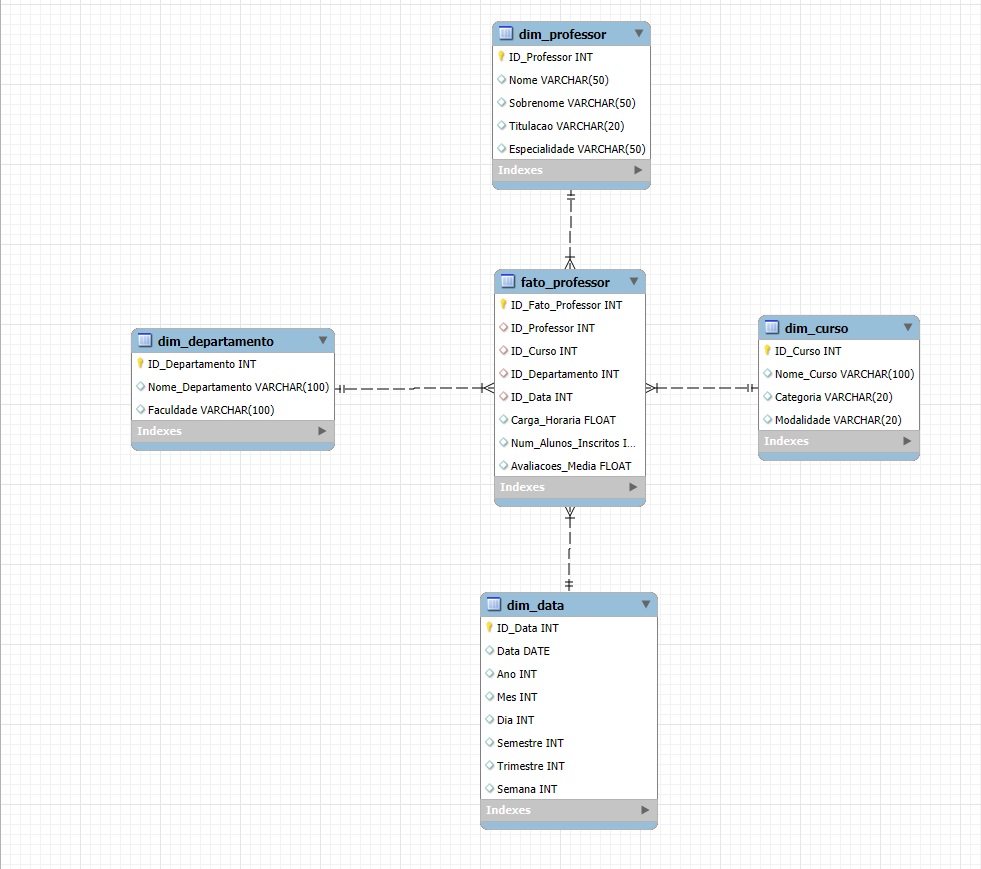 dim_professor
ID_Professor INT
Nome VARCHAR(50)
Sobrenome VARCHAR(50)
Titulacao VARCHAR(20)
Especialidade VARCHAR(50)
Indexes
fato_professor
ID_Fato_Professor INT
ID_Professor INT
ID_Curso INT
ID_Departamento INT
ID_Data INT
Carga_Horaria FLOAT
Num_Alunos_Inscritos I...
Avaliacoes_Media FLOAT
Indexes
dim_departamento
ID_Departamento INT
Nome_Departamento VARCHAR(100)
Faculdade VARCHAR(100)
Indexes
dim_curso
ID_Curso INT
Nome_Curso VARCHAR(100)
Categoria VARCHAR(20)
Modalidade VARCHAR(20)
Indexes
dim_data
ID_Data INT
Data DATE
Ano INT
Mes INT
Dia INT
Semestre INT
Trimestre INT
Semana INT
Indexes